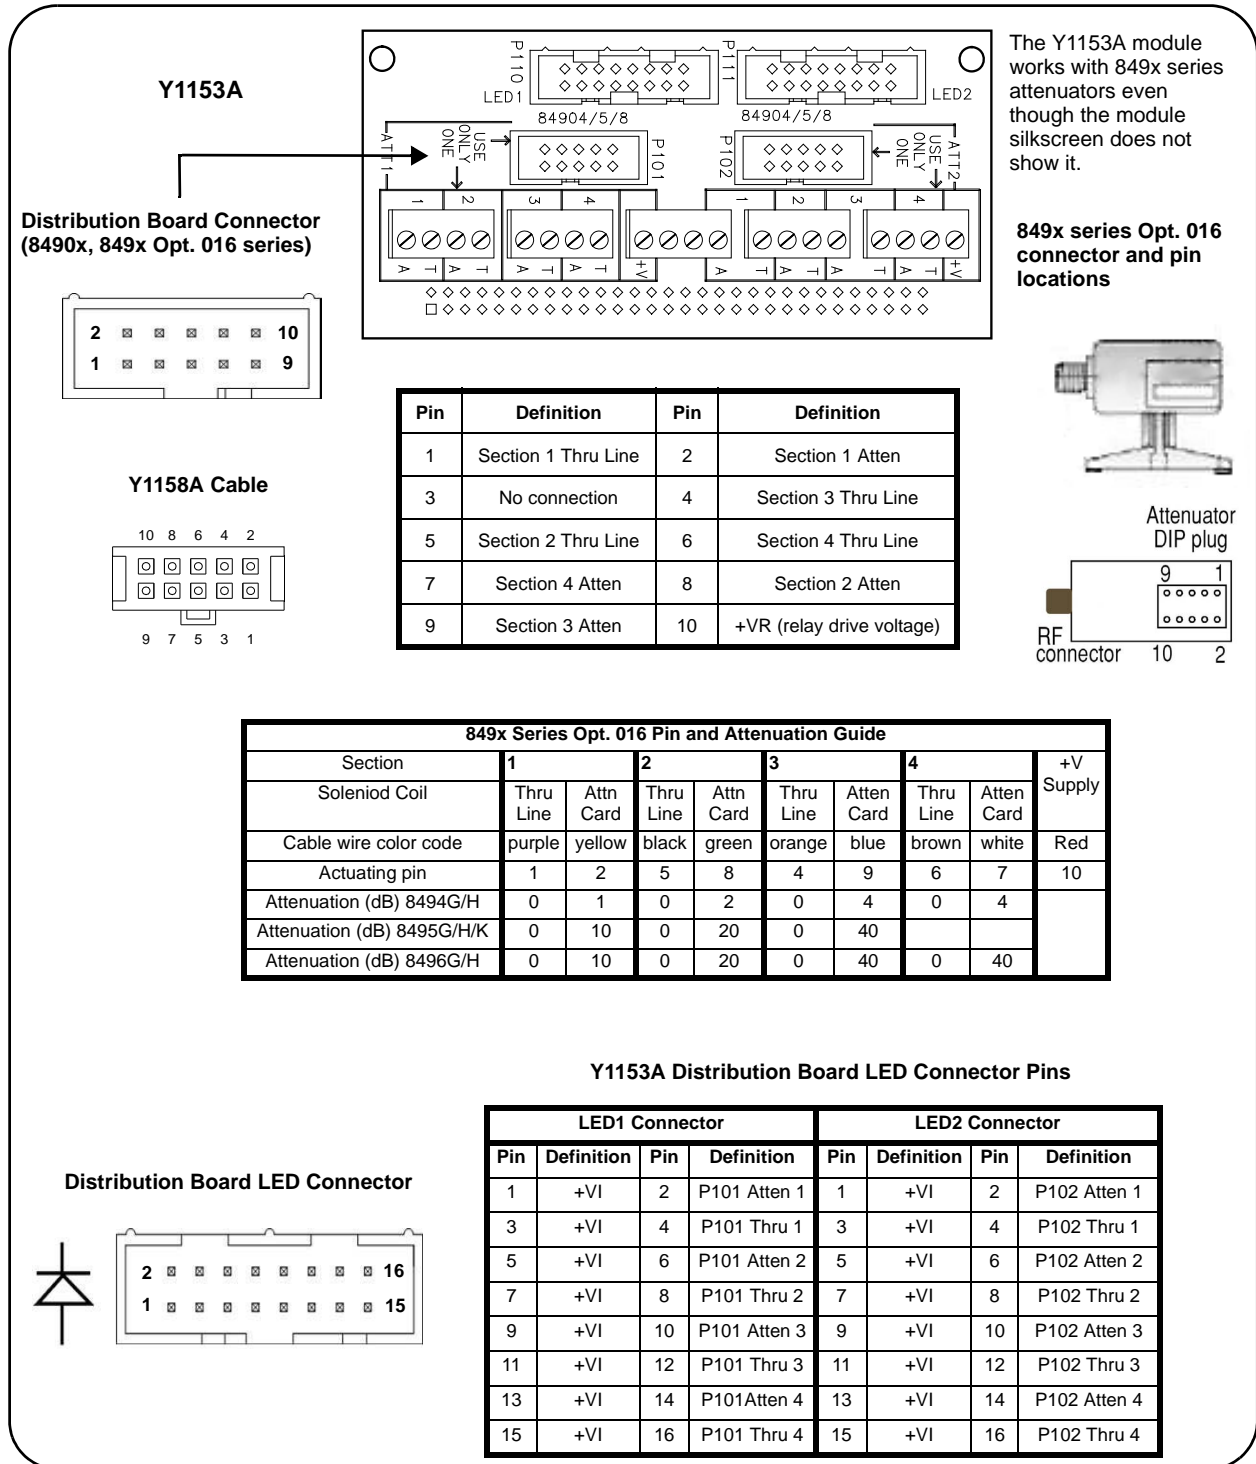 Y1153A
P110
LED1
P111
LED2
84904/5/8
84904/5/8
ATT1
USE ONLY ONE
P101
P102
USE ONLY ONE
ATT2
1 2 3 4 1 2 3 4
A T A T A T A T +V A T A T A T A T +V
The Y1153A module
works with 849x series
attenuators even
though the module
silkscreen does not
show it.
Distribution Board Connector
(8490x, 849x Opt. 016 series)
2 10
1 9
849x series Opt. 016
connector and pin
locations
Pin Definition Pin Definition
1 Section 1 Thru Line 2 Section 1 Atten
3 No connection 4 Section 3 Thru Line
5 Section 2 Thru Line 6 Section 4 Thru Line
7 Section 4 Atten 8 Section 2 Atten
9 Section 3 Atten 10 +VR (relay drive voltage)
Y1158A Cable
10 8 6 4 2
9 7 5 3 1
Attenuator
DIP plug
9 1
RF
connector
10 2
849x Series Opt. 016 Pin and Attenuation Guide
Section 1 2 3 4 +V
Supply
Soleniod Coil Thru Line Attn Card Thru Line Attn Card Thru Line Atten Card Thru Line Atten Card
Cable wire color code purple yellow black green orange blue brown white Red
Actuating pin 1 2 5 8 4 9 6 7 10
Attenuation (dB) 8494G/H 0 1 0 2 0 4 0 4
Attenuation (dB) 8495G/H/K 0 10 0 20 0 40
Attenuation (dB) 8496G/H 0 10 0 20 0 40 0 40
Y1153A Distribution Board LED Connector Pins
LED1 Connector LED2 Connector
Pin Definition Pin Definition Pin Definition Pin Definition
1 +VI 2 P101 Atten 1 1 +VI 2 P102 Atten 1
3 +VI 4 P101 Thru 1 3 +VI 4 P102 Thru 1
5 +VI 6 P101 Atten 2 5 +VI 6 P102 Atten 2
7 +VI 8 P101 Thru 2 7 +VI 8 P102 Thru 2
9 +VI 10 P101 Atten 3 9 +VI 10 P102 Atten 3
11 +VI 12 P101 Thru 3 11 +VI 12 P102 Thru 3
13 +VI 14 P101Atten 4 13 +VI 14 P102 Atten 4
15 +VI 16 P101 Thru 4 15 +VI 16 P102 Thru 4
Distribution Board LED Connector
2 16
1 15